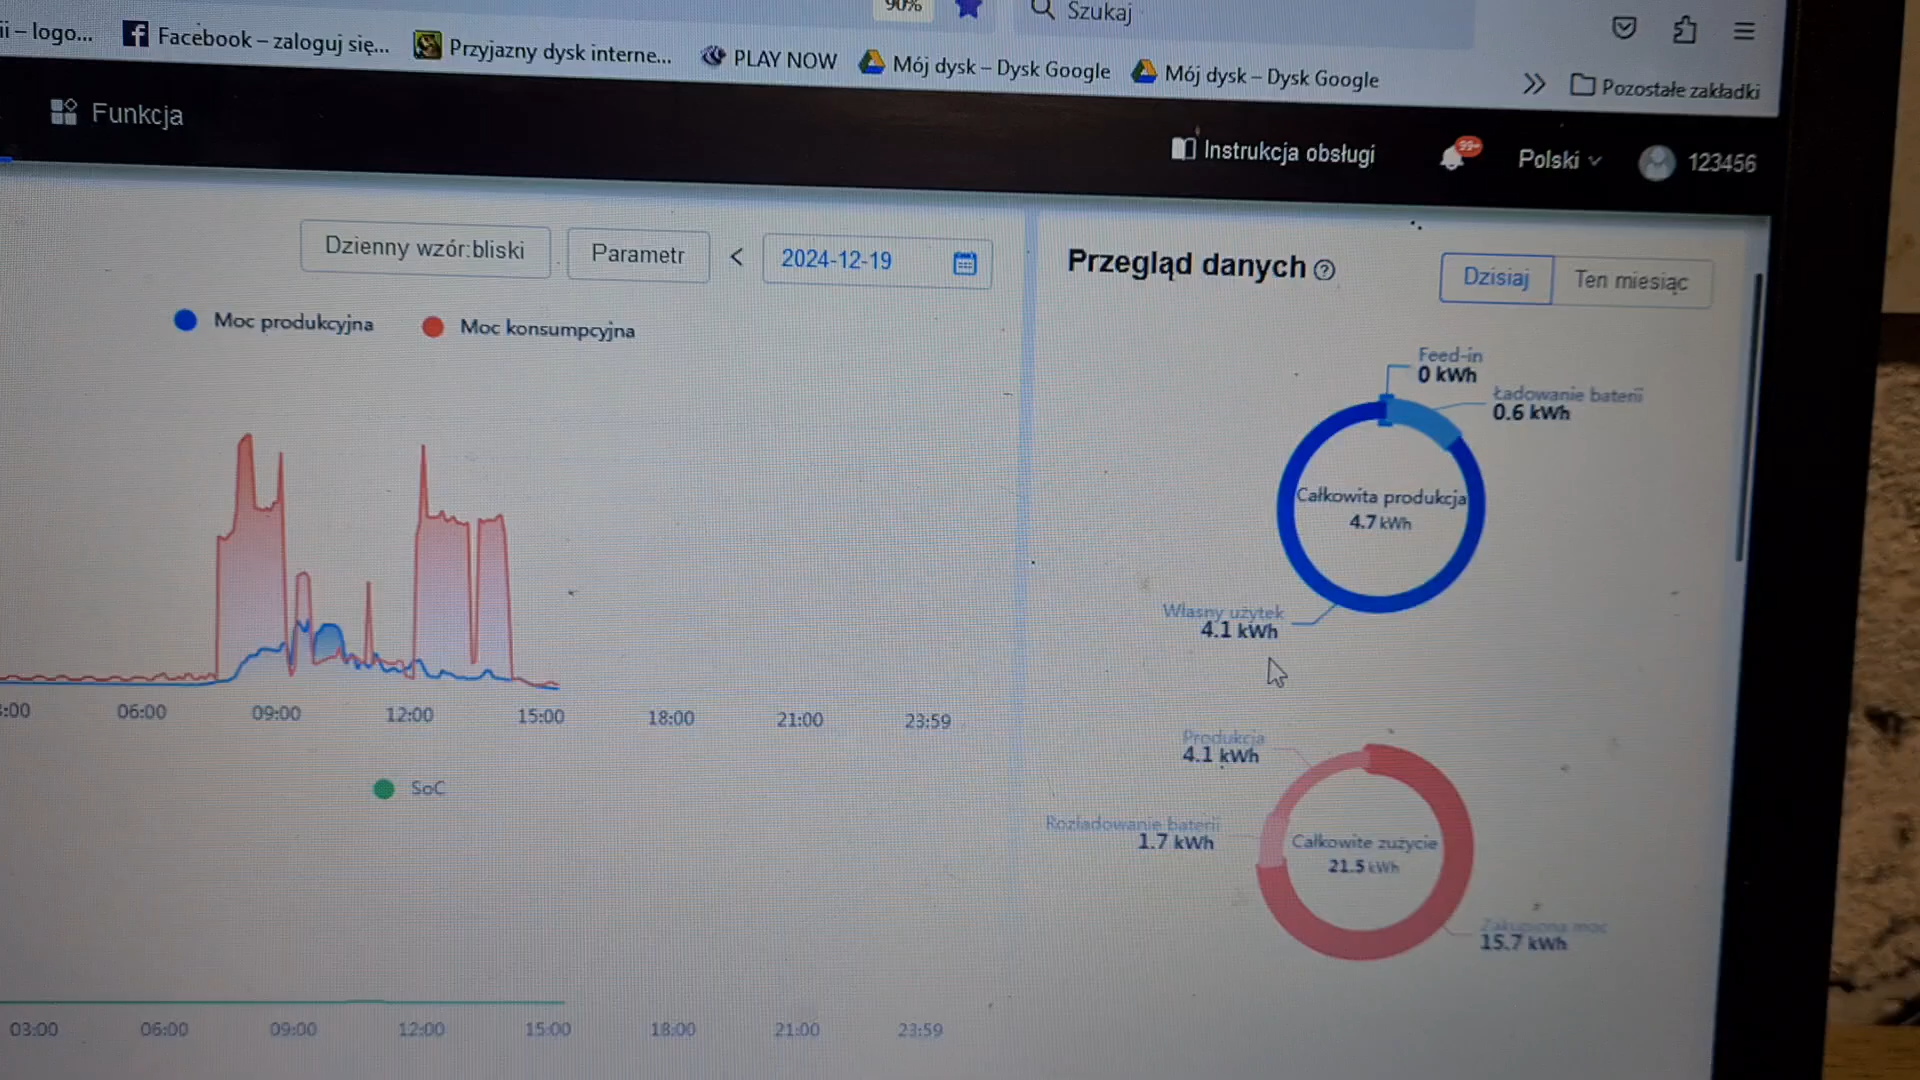 90%
Szukaj
ii – logo...
Facebook – zaloguj się...
Przyjazny dysk interne...
PLAY NOW
Mój dysk – Dysk Google
Mój dysk – Dysk Google
Pozostałe zakładki
Funkcja
Instrukcja obsługi
99+
Polski
123456
Dzienny wzór:bliski
Parametr
<
2024-12-19
Przegląd danych
Dzisiaj
Ten miesiąc
Moc produkcyjna
Moc konsumpcyjna
Feed-in
0 kWh
Ładowanie baterii
0.6 kWh
Całkowita produkcja
4.7 kWh
Własny użytek
4.1 kWh
:00
06:00
09:00
12:00
15:00
18:00
21:00
23:59
Produkcja
4.1 kWh
SoC
Rozładowanie baterii
1.7 kWh
Całkowite zużycie
21.5 kWh
Zakupiona moc
15.7 kWh
03:00
06:00
09:00
12:00
15:00
18:00
21:00
23:59